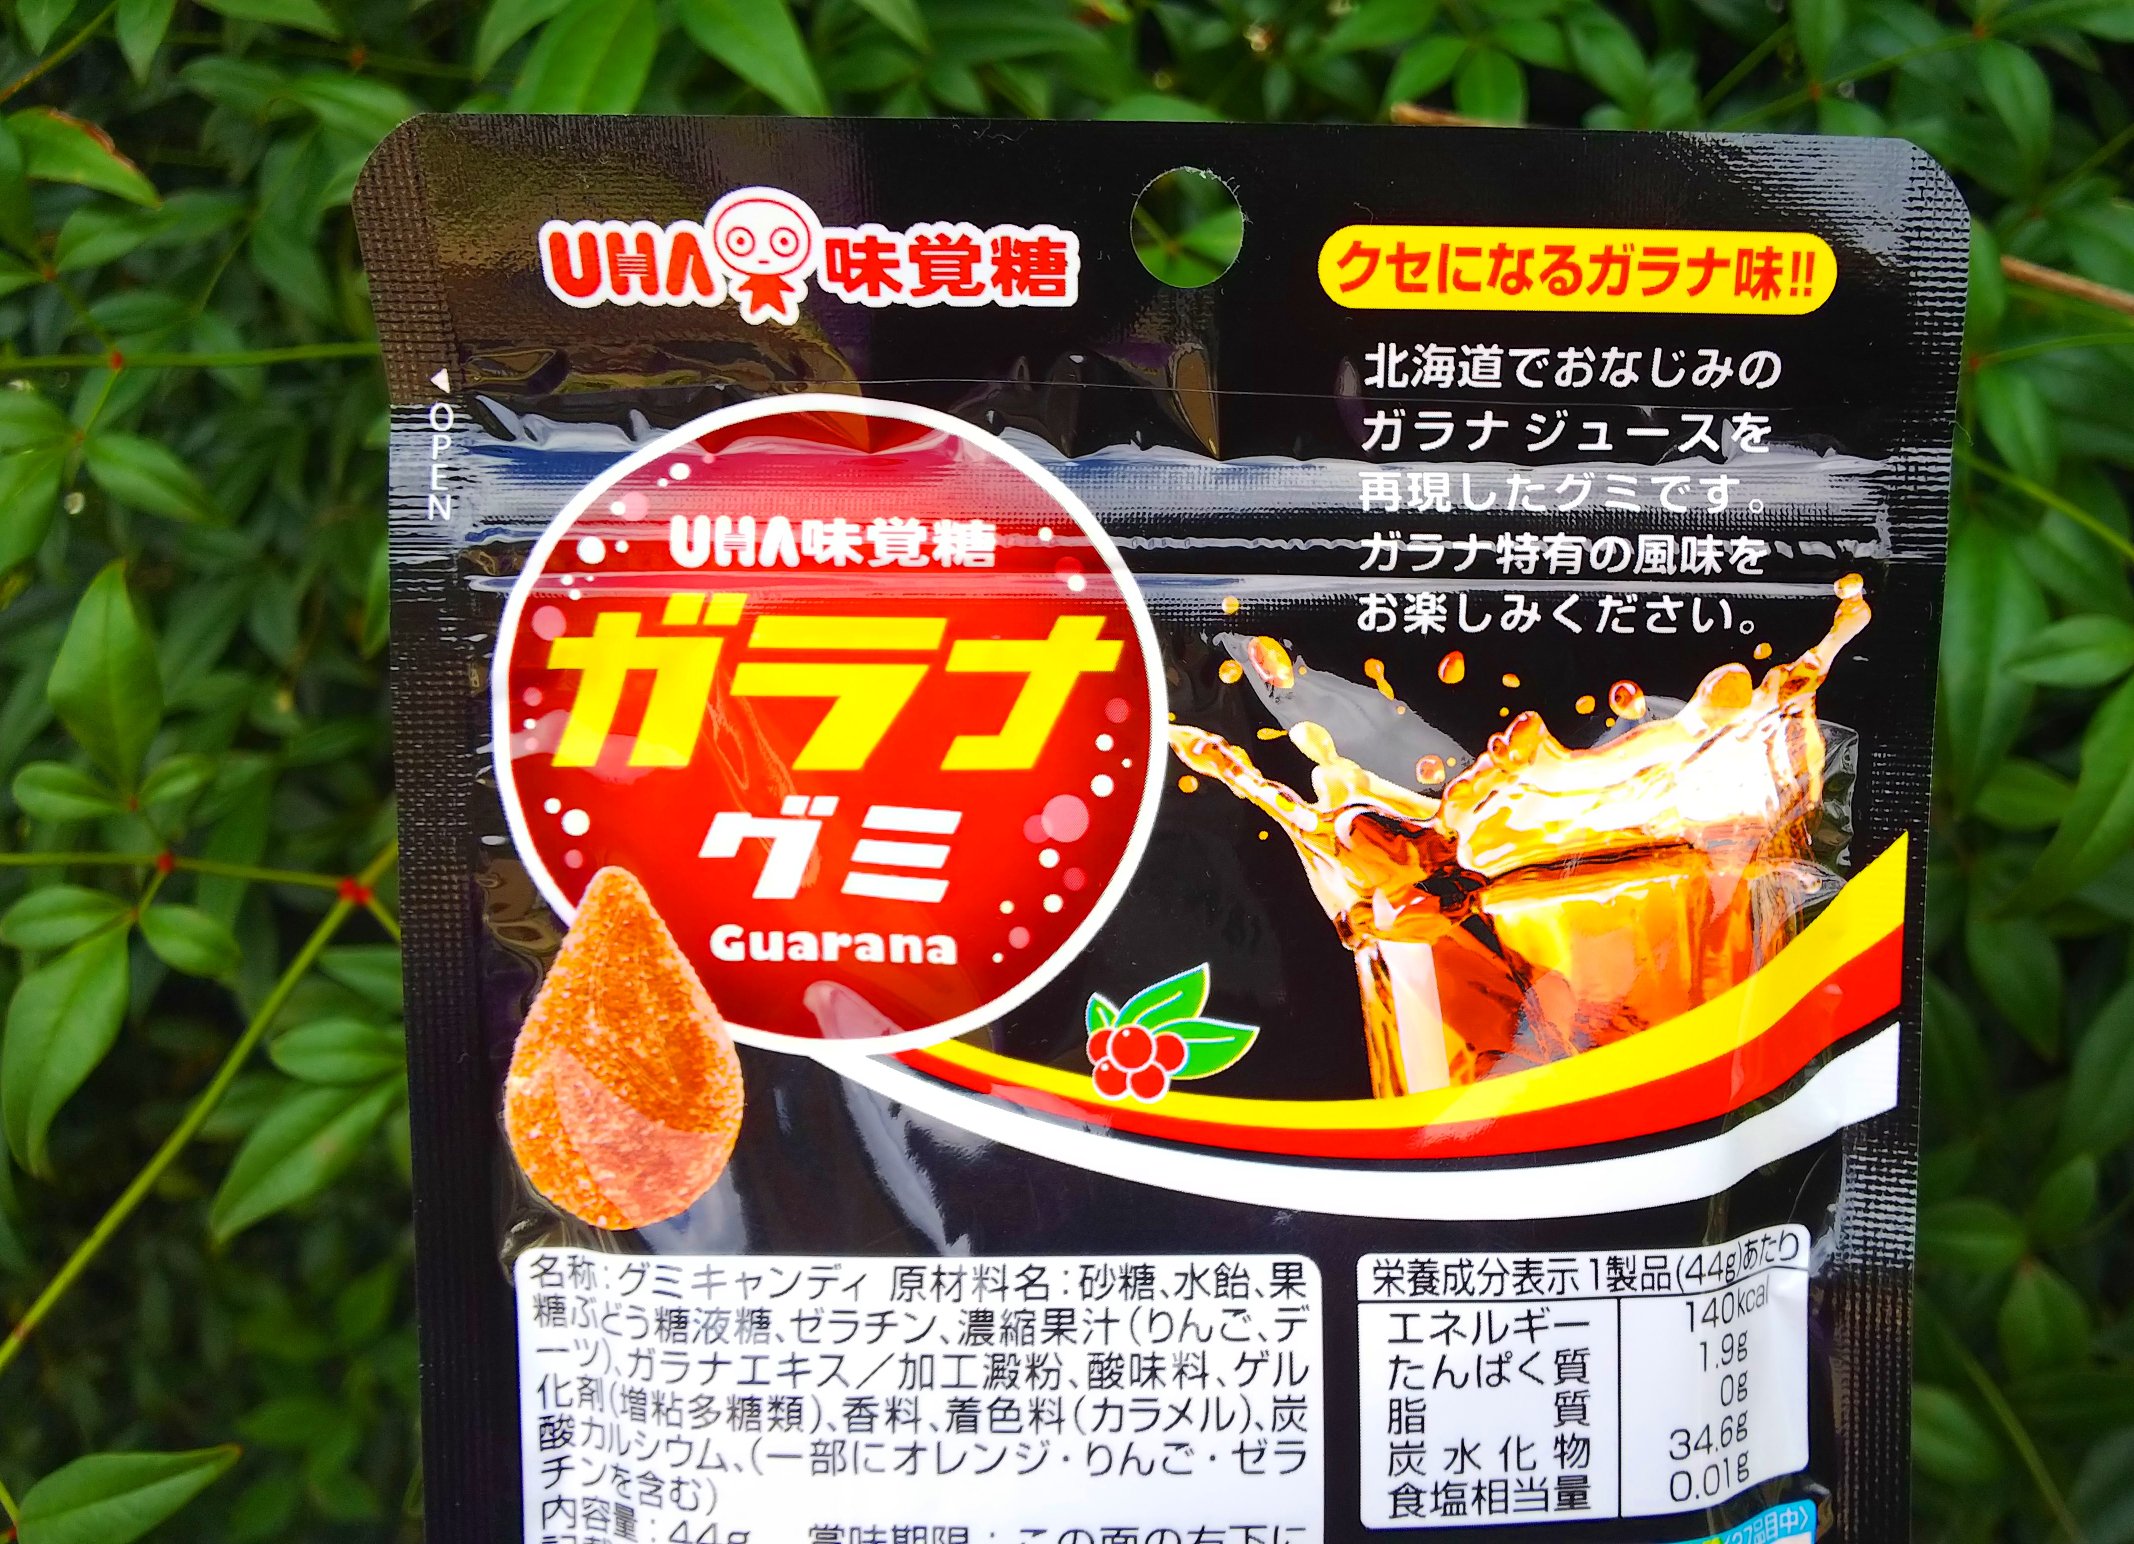 UHA味覚糖
クセになるガラナ味!!
北海道でおなじみの
ガラナジュースを
再現したグミです。
ガラナ特有の風味を
お楽しみください。
OPEN
UHA味覚糖
ガラナ
グミ
Guarana
名称:グミキャンディ 原材料名:砂糖、水飴、果
糖ぶどう糖液糖、ゼラチン、濃縮果汁(りんご、デ
ーツ)、ガラナエキス/加工澱粉、酸味料、ゲル
化剤(増粘多糖類)、香料、着色料(カラメル)、炭
酸カルシウム、(一部にオレンジ・りんご・ゼラ
チンを含む)
内容量:44g 賞味期限:この面の右下に
栄養成分表示 1製品(44g)あたり
エネルギー 140kcal
たんぱく質 1.9g
脂質 0g
炭水化物 34.6g
食塩相当量 0.01g